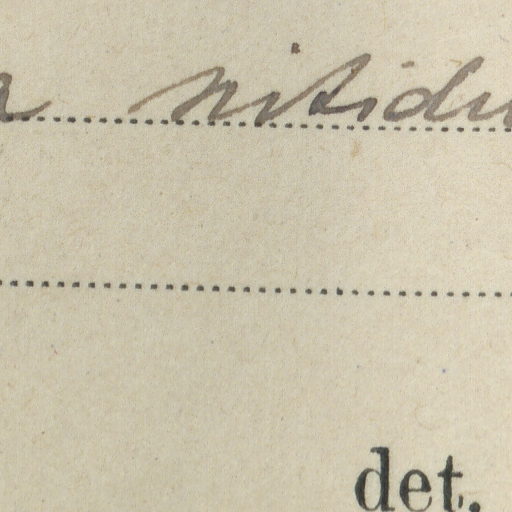 a nitidu
det.